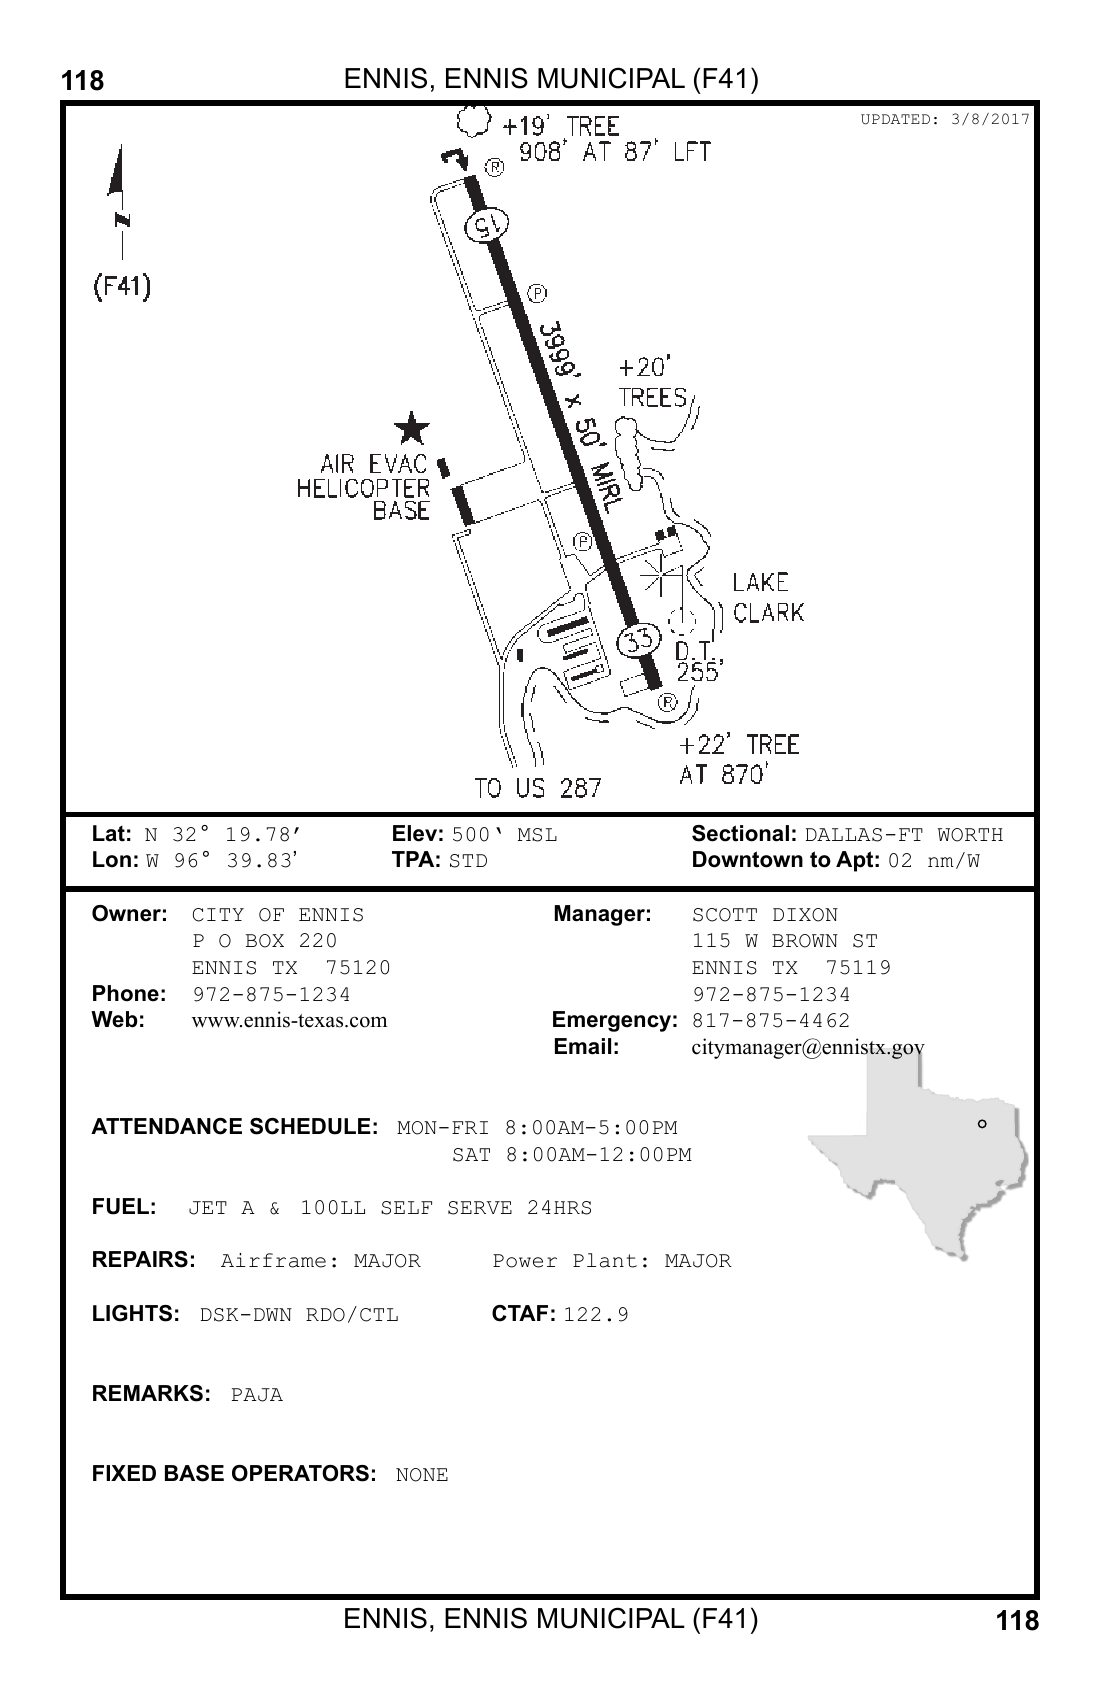 118 ENNIS, ENNIS MUNICIPAL (F41)
UPDATED: 3/8/2017
+19' TREE
908' AT 87' LFT
R
15
N
(F41)
P
3999' x 50' MIRL
+20'
TREES
AIR EVAC
HELICOPTER
BASE
P
LAKE
CLARK
33
D.T.
255'
R
+22' TREE
AT 870'
TO US 287
Lat: N 32° 19.78′ Elev: 500‘ MSL Sectional: DALLAS-FT WORTH
Lon: W 96° 39.83' TPA: STD Downtown to Apt: 02 nm/W
Owner: CITY OF ENNIS Manager: SCOTT DIXON
P O BOX 220 115 W BROWN ST
ENNIS TX 75120 ENNIS TX 75119
Phone: 972-875-1234 972-875-1234
Web: www.ennis-texas.com Emergency: 817-875-4462
Email: citymanager@ennistx.gov
ATTENDANCE SCHEDULE: MON-FRI 8:00AM-5:00PM
SAT 8:00AM-12:00PM
FUEL: JET A & 100LL SELF SERVE 24HRS
REPAIRS: Airframe: MAJOR Power Plant: MAJOR
LIGHTS: DSK-DWN RDO/CTL CTAF: 122.9
REMARKS: PAJA
FIXED BASE OPERATORS: NONE
ENNIS, ENNIS MUNICIPAL (F41) 118